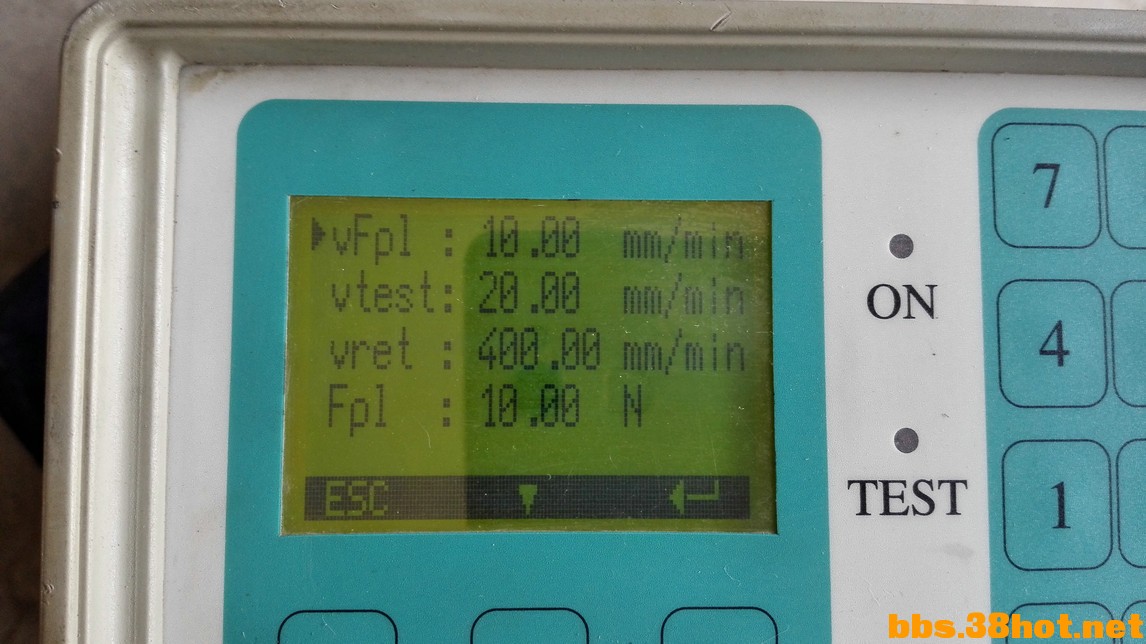 vFpl : 10.00 mm/min
vtest: 20.00 mm/min
vret : 400.00 mm/min
Fpl : 10.00 N
ESC
ON
TEST
7
4
1
bbs.38hot.net